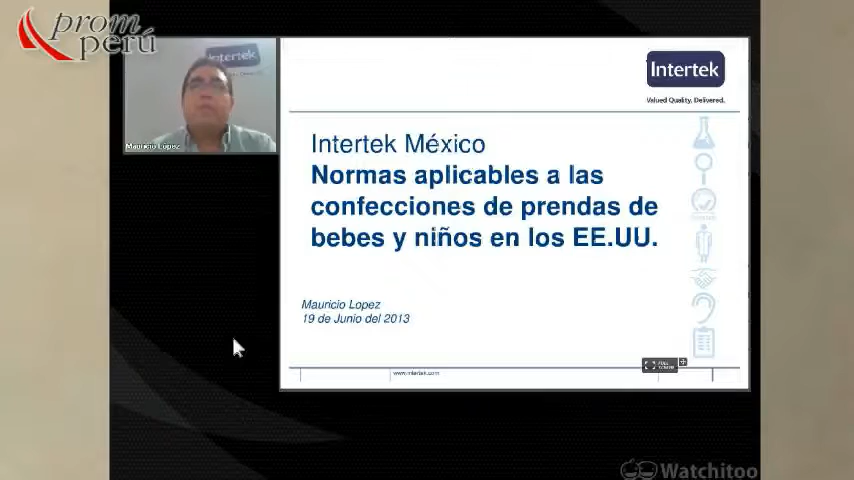 prom
perú
Intertek
Mauricio Lopez
Intertek
Valued Quality. Delivered.
Intertek México
Normas aplicables a las
confecciones de prendas de
bebes y niños en los EE.UU.
Mauricio Lopez
19 de Junio del 2013
www.intertek.com
Watchitoo